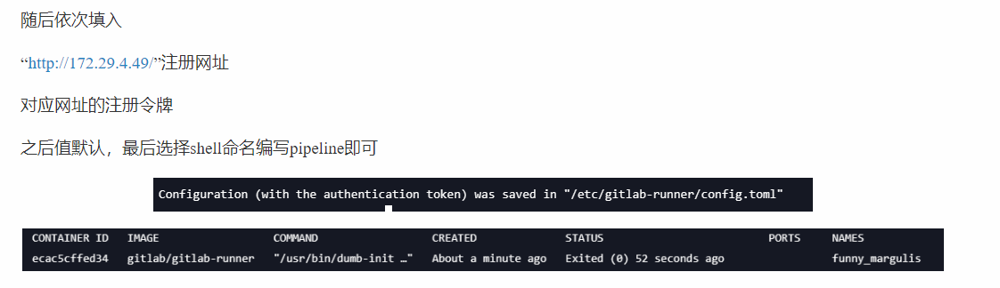 随后依次填入
“http://172.29.4.49/”注册网址
对应网址的注册令牌
之后值默认，最后选择shell命名编写pipeline即可
Configuration (with the authentication token) was saved in "/etc/gitlab-runner/config.toml"
CONTAINER ID IMAGE COMMAND CREATED STATUS PORTS NAMES
ecac5cffed34 gitlab/gitlab-runner "/usr/bin/dumb-init …" About a minute ago Exited (0) 52 seconds ago funny_margulis